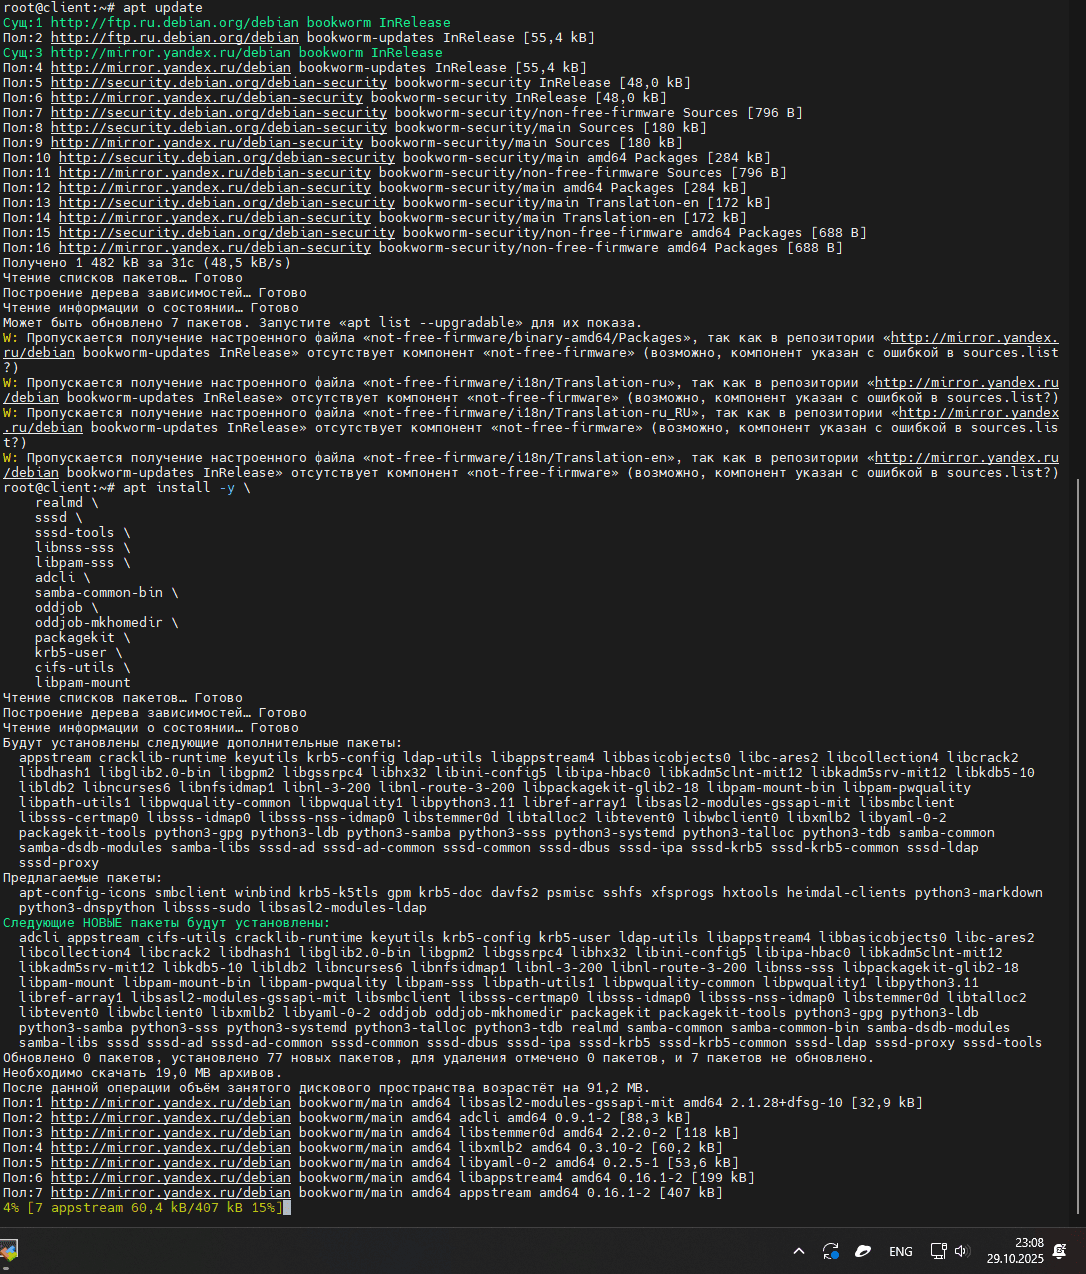 root@client:~# apt update
Сущ:1 http://ftp.ru.debian.org/debian bookworm InRelease
Пол:2 http://ftp.ru.debian.org/debian bookworm-updates InRelease [55,4 kB]
Сущ:3 http://mirror.yandex.ru/debian bookworm InRelease
Пол:4 http://mirror.yandex.ru/debian bookworm-updates InRelease [55,4 kB]
Пол:5 http://security.debian.org/debian-security bookworm-security InRelease [48,0 kB]
Пол:6 http://mirror.yandex.ru/debian-security bookworm-security InRelease [48,0 kB]
Пол:7 http://security.debian.org/debian-security bookworm-security/non-free-firmware Sources [796 B]
Пол:8 http://security.debian.org/debian-security bookworm-security/main Sources [180 kB]
Пол:9 http://mirror.yandex.ru/debian-security bookworm-security/main Sources [180 kB]
Пол:10 http://security.debian.org/debian-security bookworm-security/main amd64 Packages [284 kB]
Пол:11 http://mirror.yandex.ru/debian-security bookworm-security/non-free-firmware Sources [796 B]
Пол:12 http://mirror.yandex.ru/debian-security bookworm-security/main amd64 Packages [284 kB]
Пол:13 http://security.debian.org/debian-security bookworm-security/main Translation-en [172 kB]
Пол:14 http://mirror.yandex.ru/debian-security bookworm-security/main Translation-en [172 kB]
Пол:15 http://security.debian.org/debian-security bookworm-security/non-free-firmware amd64 Packages [688 B]
Пол:16 http://mirror.yandex.ru/debian-security bookworm-security/non-free-firmware amd64 Packages [688 B]
Получено 1 482 kB за 31с (48,5 kB/s)
Чтение списков пакетов… Готово
Построение дерева зависимостей… Готово
Чтение информации о состоянии… Готово
Может быть обновлено 7 пакетов. Запустите «apt list --upgradable» для их показа.
W: Пропускается получение настроенного файла «not-free-firmware/binary-amd64/Packages», так как в репозитории «http://mirror.yandex.
ru/debian bookworm-updates InRelease» отсутствует компонент «not-free-firmware» (возможно, компонент указан с ошибкой в sources.list
?)
W: Пропускается получение настроенного файла «not-free-firmware/i18n/Translation-ru», так как в репозитории «http://mirror.yandex.ru
/debian bookworm-updates InRelease» отсутствует компонент «not-free-firmware» (возможно, компонент указан с ошибкой в sources.list?)
W: Пропускается получение настроенного файла «not-free-firmware/i18n/Translation-ru_RU», так как в репозитории «http://mirror.yandex
.ru/debian bookworm-updates InRelease» отсутствует компонент «not-free-firmware» (возможно, компонент указан с ошибкой в sources.lis
t?)
W: Пропускается получение настроенного файла «not-free-firmware/i18n/Translation-en», так как в репозитории «http://mirror.yandex.ru
/debian bookworm-updates InRelease» отсутствует компонент «not-free-firmware» (возможно, компонент указан с ошибкой в sources.list?)
root@client:~# apt install -y \
    realmd \
    sssd \
    sssd-tools \
    libnss-sss \
    libpam-sss \
    adcli \
    samba-common-bin \
    oddjob \
    oddjob-mkhomedir \
    packagekit \
    krb5-user \
    cifs-utils \
    libpam-mount
Чтение списков пакетов… Готово
Построение дерева зависимостей… Готово
Чтение информации о состоянии… Готово
Будут установлены следующие дополнительные пакеты:
  appstream cracklib-runtime keyutils krb5-config ldap-utils libappstream4 libbasicobjects0 libc-ares2 libcollection4 libcrack2
  libdhash1 libglib2.0-bin libgpm2 libgssrpc4 libhx32 libini-config5 libipa-hbac0 libkadm5clnt-mit12 libkadm5srv-mit12 libkdb5-10
  libldb2 libncurses6 libnfsidmap1 libnl-3-200 libnl-route-3-200 libpackagekit-glib2-18 libpam-mount-bin libpam-pwquality
  libpath-utils1 libpwquality-common libpwquality1 libpython3.11 libref-array1 libsasl2-modules-gssapi-mit libsmbclient
  libsss-certmap0 libsss-idmap0 libsss-nss-idmap0 libstemmer0d libtalloc2 libtevent0 libwbclient0 libxmlb2 libyaml-0-2
  packagekit-tools python3-gpg python3-ldb python3-samba python3-sss python3-systemd python3-talloc python3-tdb samba-common
  samba-dsdb-modules samba-libs sssd-ad sssd-ad-common sssd-common sssd-dbus sssd-ipa sssd-krb5 sssd-krb5-common sssd-ldap
  sssd-proxy
Предлагаемые пакеты:
  apt-config-icons smbclient winbind krb5-k5tls gpm krb5-doc davfs2 psmisc sshfs xfsprogs hxtools heimdal-clients python3-markdown
  python3-dnspython libsss-sudo libsasl2-modules-ldap
Следующие НОВЫЕ пакеты будут установлены:
  adcli appstream cifs-utils cracklib-runtime keyutils krb5-config krb5-user ldap-utils libappstream4 libbasicobjects0 libc-ares2
  libcollection4 libcrack2 libdhash1 libglib2.0-bin libgpm2 libgssrpc4 libhx32 libini-config5 libipa-hbac0 libkadm5clnt-mit12
  libkadm5srv-mit12 libkdb5-10 libldb2 libncurses6 libnfsidmap1 libnl-3-200 libnl-route-3-200 libnss-sss libpackagekit-glib2-18
  libpam-mount libpam-mount-bin libpam-pwquality libpam-sss libpath-utils1 libpwquality-common libpwquality1 libpython3.11
  libref-array1 libsasl2-modules-gssapi-mit libsmbclient libsss-certmap0 libsss-idmap0 libsss-nss-idmap0 libstemmer0d libtalloc2
  libtevent0 libwbclient0 libxmlb2 libyaml-0-2 oddjob oddjob-mkhomedir packagekit packagekit-tools python3-gpg python3-ldb
  python3-samba python3-sss python3-systemd python3-talloc python3-tdb realmd samba-common samba-common-bin samba-dsdb-modules
  samba-libs sssd sssd-ad sssd-ad-common sssd-common sssd-dbus sssd-ipa sssd-krb5 sssd-krb5-common sssd-ldap sssd-proxy sssd-tools
Обновлено 0 пакетов, установлено 77 новых пакетов, для удаления отмечено 0 пакетов, и 7 пакетов не обновлено.
Необходимо скачать 19,0 MB архивов.
После данной операции объём занятого дискового пространства возрастёт на 91,2 MB.
Пол:1 http://mirror.yandex.ru/debian bookworm/main amd64 libsasl2-modules-gssapi-mit amd64 2.1.28+dfsg-10 [32,9 kB]
Пол:2 http://mirror.yandex.ru/debian bookworm/main amd64 adcli amd64 0.9.1-2 [88,3 kB]
Пол:3 http://mirror.yandex.ru/debian bookworm/main amd64 libstemmer0d amd64 2.2.0-2 [118 kB]
Пол:4 http://mirror.yandex.ru/debian bookworm/main amd64 libxmlb2 amd64 0.3.10-2 [60,2 kB]
Пол:5 http://mirror.yandex.ru/debian bookworm/main amd64 libyaml-0-2 amd64 0.2.5-1 [53,6 kB]
Пол:6 http://mirror.yandex.ru/debian bookworm/main amd64 libappstream4 amd64 0.16.1-2 [199 kB]
Пол:7 http://mirror.yandex.ru/debian bookworm/main amd64 appstream amd64 0.16.1-2 [407 kB]
4% [7 appstream 60,4 kB/407 kB 15%]
ENG
23:08
29.10.2025